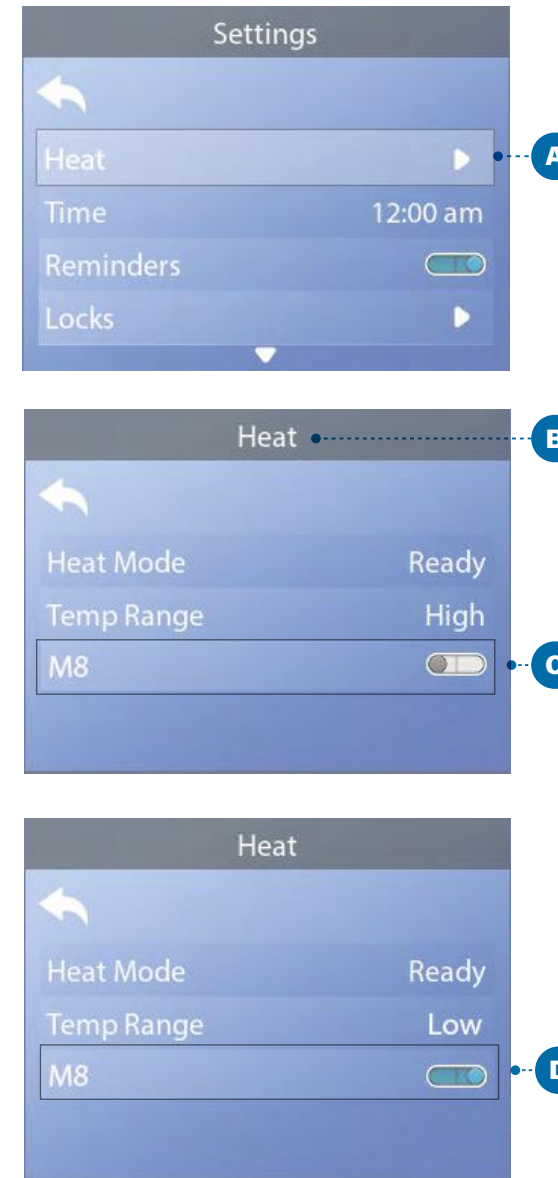 Settings
Heat
A
Time 12:00 am
Reminders
Locks
Heat
B
Heat Mode Ready
Temp Range High
M8
C
Heat
Heat Mode Ready
Temp Range Low
M8
D